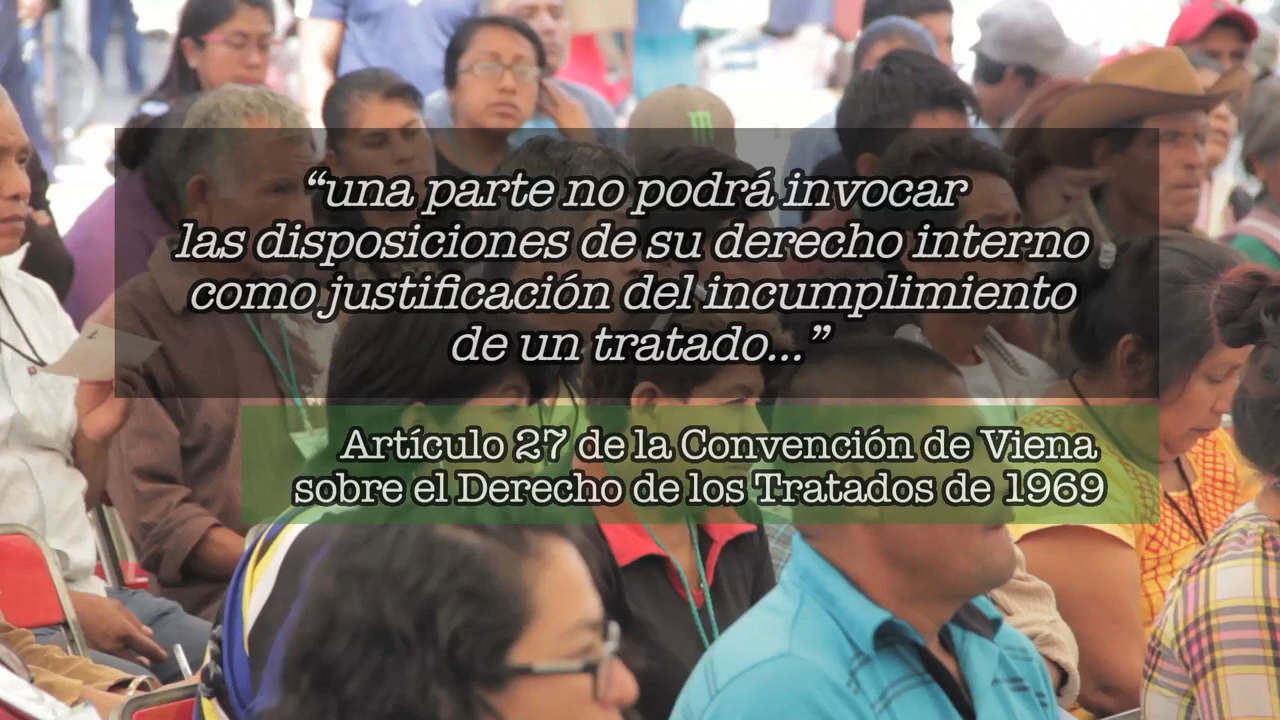 “una parte no podrá invocar
las disposiciones de su derecho interno
como justificación del incumplimiento
de un tratado...”
Artículo 27 de la Convención de Viena
sobre el Derecho de los Tratados de 1969